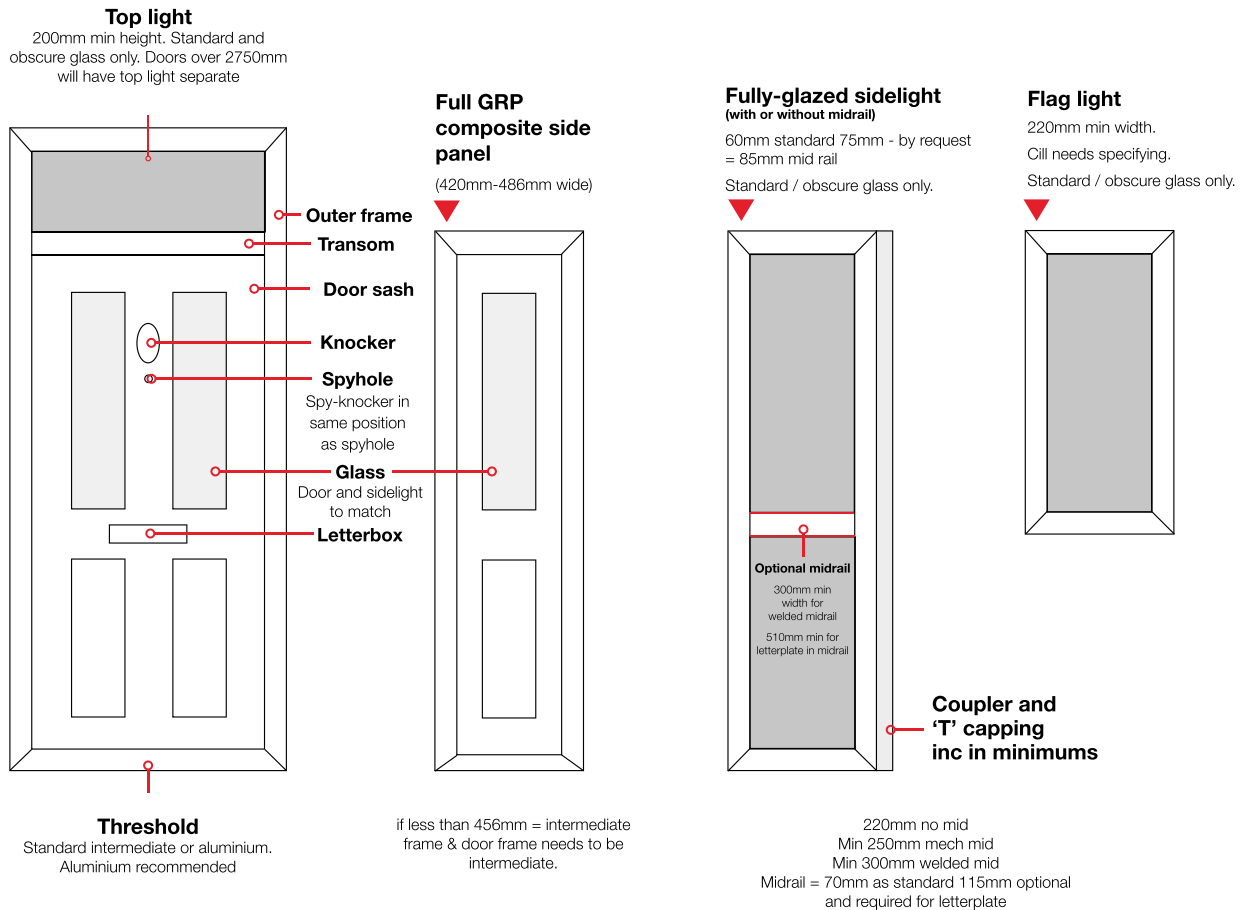 Top light
200mm min height. Standard and
obscure glass only. Doors over 2750mm
will have top light separate
Outer frame
Transom
Door sash
Knocker
Spyhole
Spy-knocker in
same position
as spyhole
Glass
Door and sidelight
to match
Letterbox
Threshold
Standard intermediate or aluminium.
Aluminium recommended
Full GRP
composite side
panel
(420mm-486mm wide)
if less than 456mm = intermediate
frame & door frame needs to be
intermediate.
Fully-glazed sidelight
(with or without midrail)
60mm standard 75mm - by request
= 85mm mid rail
Standard / obscure glass only.
Optional midrail
300mm min
width for
welded midrail
510mm min for
letterplate in midrail
Coupler and
‘T’ capping
inc in minimums
220mm no mid
Min 250mm mech mid
Min 300mm welded mid
Midrail = 70mm as standard 115mm optional
and required for letterplate
Flag light
220mm min width.
Cill needs specifying.
Standard / obscure glass only.